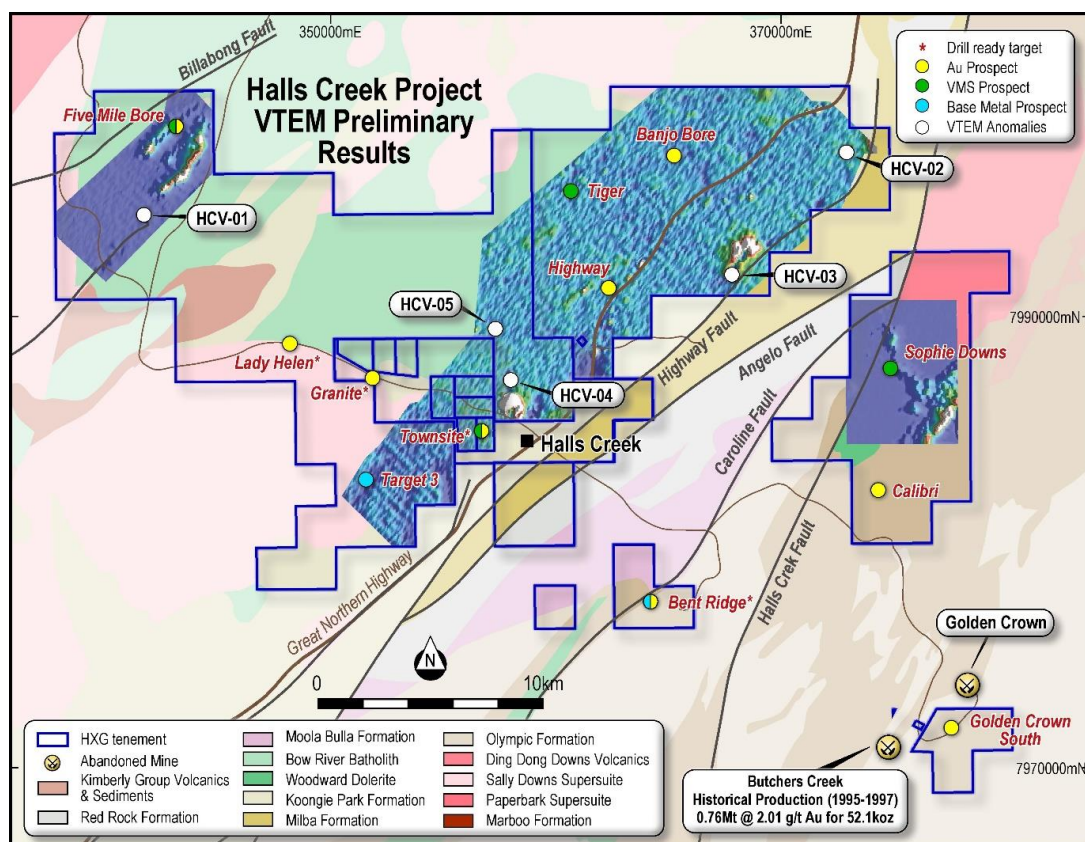 350000mE
370000mE
Billabong Fault
Halls Creek Project
VTEM Preliminary
Results
* Drill ready target
Au Prospect
VMS Prospect
Base Metal Prospect
VTEM Anomalies
Five Mile Bore
Banjo Bore
HCV-02
Tiger
HCV-01
Highway
HCV-03
HCV-05
7990000mN
Lady Helen*
Granite*
HCV-04
Highway Fault
Angelo Fault
Sophie Downs
Townsite*
Halls Creek
Caroline Fault
Target 3
Calibri
Great Northern Highway
Halls Crek Fault
Bent Ridge*
N
Golden Crown
0
10km
Golden Crown
South
HXG tenement
Abandoned Mine
Kimberly Group Volcanics
& Sediments
Red Rock Formation
Moola Bulla Formation
Bow River Batholith
Woodward Dolerite
Koongie Park Formation
Milba Formation
Olympic Formation
Ding Dong Downs Volcanics
Sally Downs Supersuite
Paperbark Supersuite
Marboo Formation
7970000mN
Butchers Creek
Historical Production (1995-1997)
0.76Mt @ 2.01 g/t Au for 52.1koz